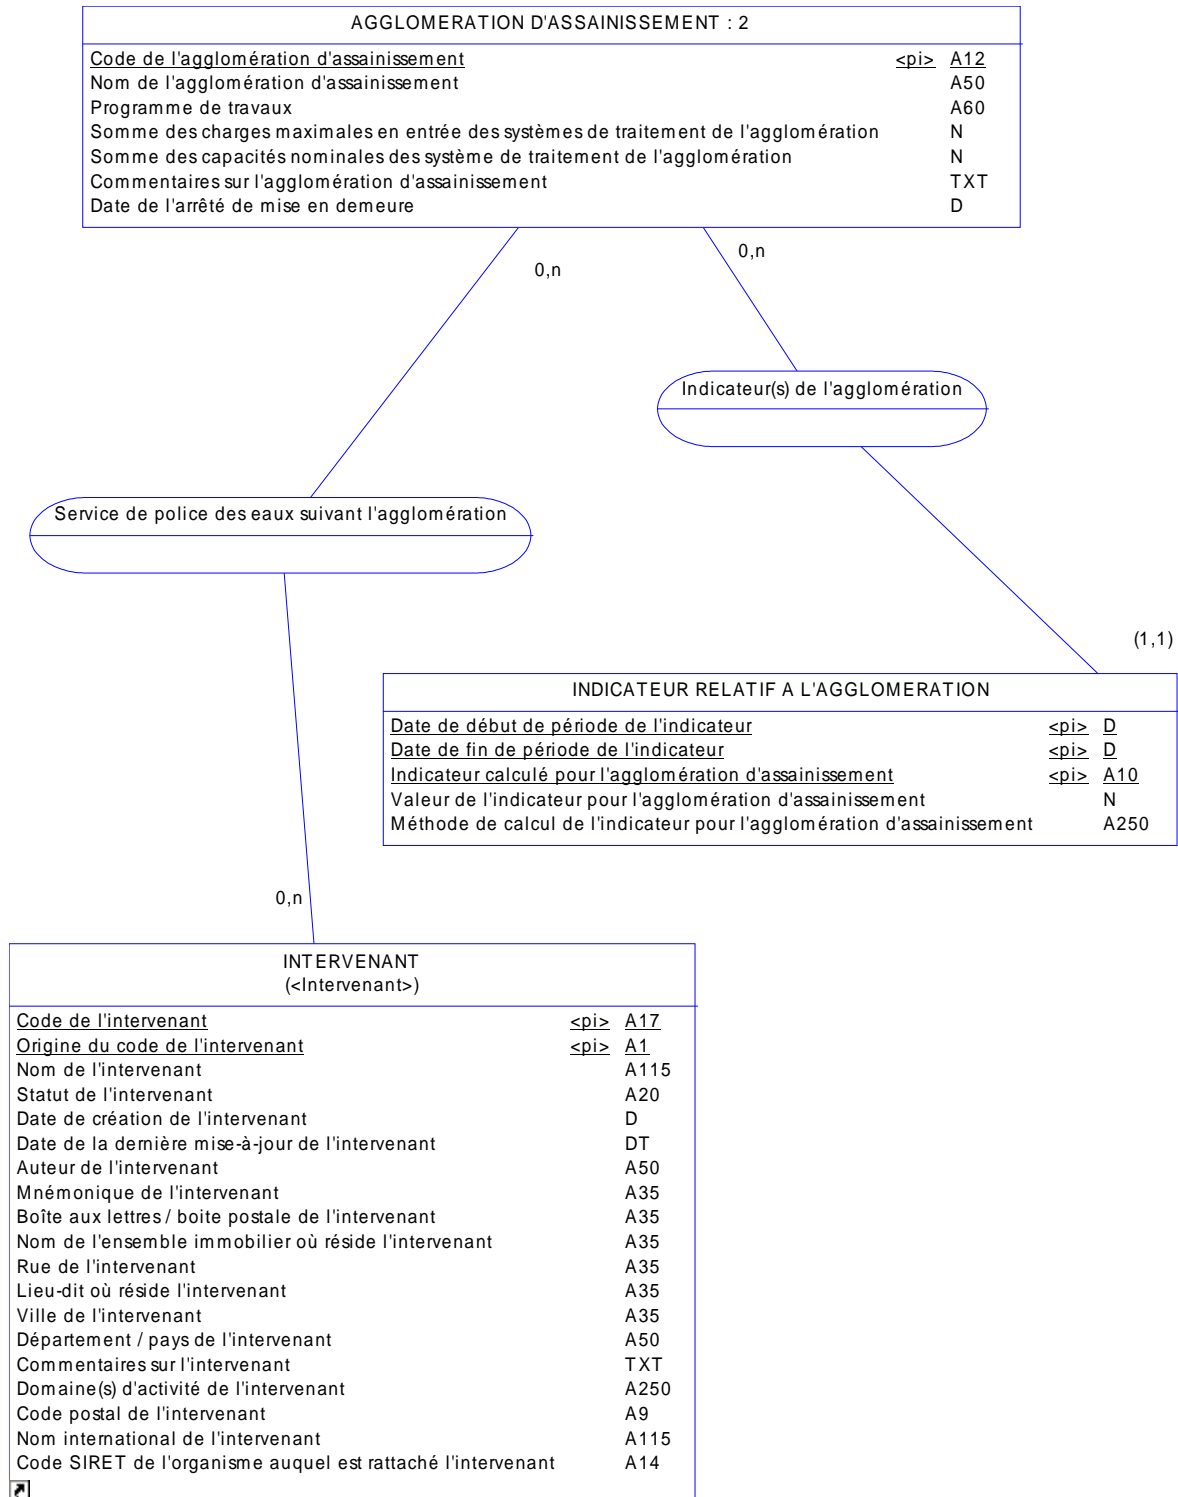 AGGLOMERATION D'ASSAINISSEMENT : 2
Code de l'agglomération d'assainissement <pi> A12
Nom de l'agglomération d'assainissement A50
Programme de travaux A60
Somme des charges maximales en entrée des systèmes de traitement de l'agglomération N
Somme des capacités nominales des système de traitement de l'agglomération N
Commentaires sur l'agglomération d'assainissement TXT
Date de l'arrêté de mise en demeure D
0,n
0,n
Indicateur(s) de l'agglomération
Service de police des eaux suivant l'agglomération
(1,1)
INDICATEUR RELATIF A L'AGGLOMERATION
Date de début de période de l'indicateur <pi> D
Date de fin de période de l'indicateur <pi> D
Indicateur calculé pour l'agglomération d'assainissement <pi> A10
Valeur de l'indicateur pour l'agglomération d'assainissement N
Méthode de calcul de l'indicateur pour l'agglomération d'assainissement A250
0,n
INTERVENANT
(<Intervenant>)
Code de l'intervenant <pi> A17
Origine du code de l'intervenant <pi> A1
Nom de l'intervenant A115
Statut de l'intervenant A20
Date de création de l'intervenant D
Date de la dernière mise-à-jour de l'intervenant DT
Auteur de l'intervenant A50
Mnémonique de l'intervenant A35
Boîte aux lettres / boite postale de l'intervenant A35
Nom de l'ensemble immobilier où réside l'intervenant A35
Rue de l'intervenant A35
Lieu-dit où réside l'intervenant A35
Ville de l'intervenant A35
Département / pays de l'intervenant A50
Commentaires sur l'intervenant TXT
Domaine(s) d'activité de l'intervenant A250
Code postal de l'intervenant A9
Nom international de l'intervenant A115
Code SIRET de l'organisme auquel est rattaché l'intervenant A14